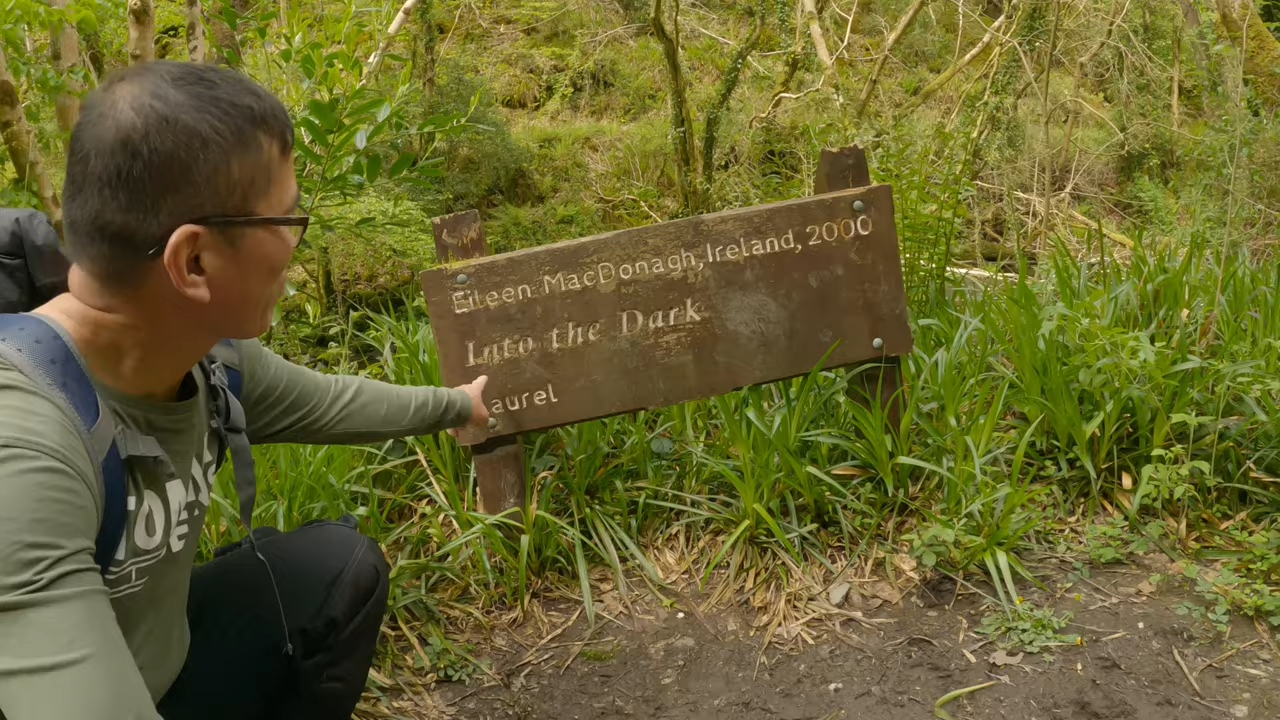 Eileen MacDonagh, Ireland, 2000
Into the Dark
aurel